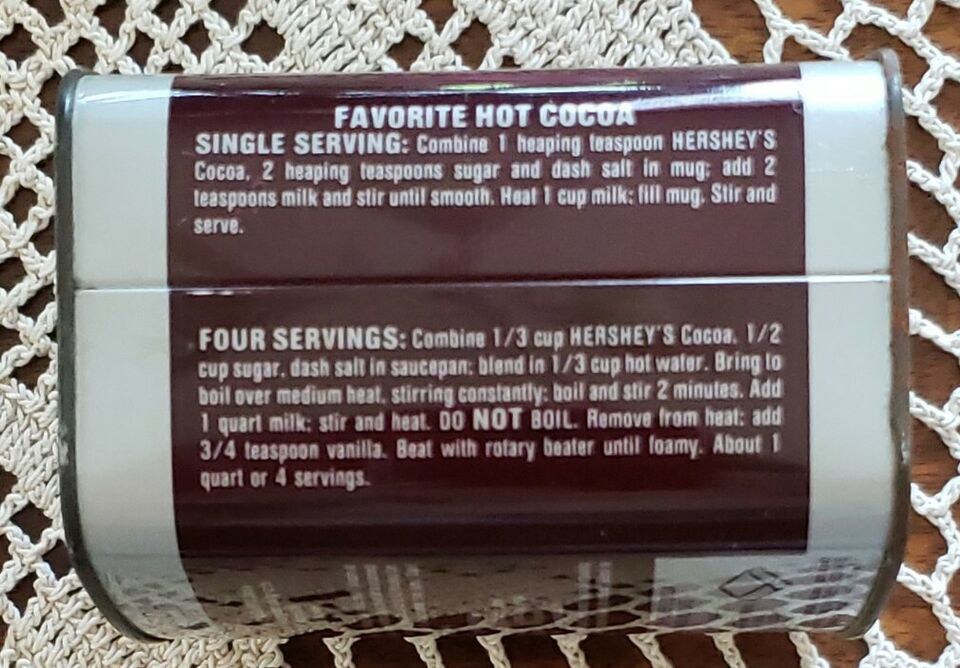 FAVORITE HOT COCOA
SINGLE SERVING: Combine 1 heaping teaspoon HERSHEY'S
Cocoa, 2 heaping teaspoons sugar and dash salt in mug; add 2
teaspoons milk and stir until smooth. Heat 1 cup milk; fill mug. Stir and
serve.
FOUR SERVINGS: Combine 1/3 cup HERSHEY'S Cocoa, 1/2
cup sugar, dash salt in saucepan; blend in 1/3 cup hot water. Bring to
boil over medium heat, stirring constantly; boil and stir 2 minutes. Add
1 quart milk; stir and heat. DO NOT BOIL. Remove from heat; add
3/4 teaspoon vanilla. Beat with rotary beater until foamy. About 1
quart or 4 servings.